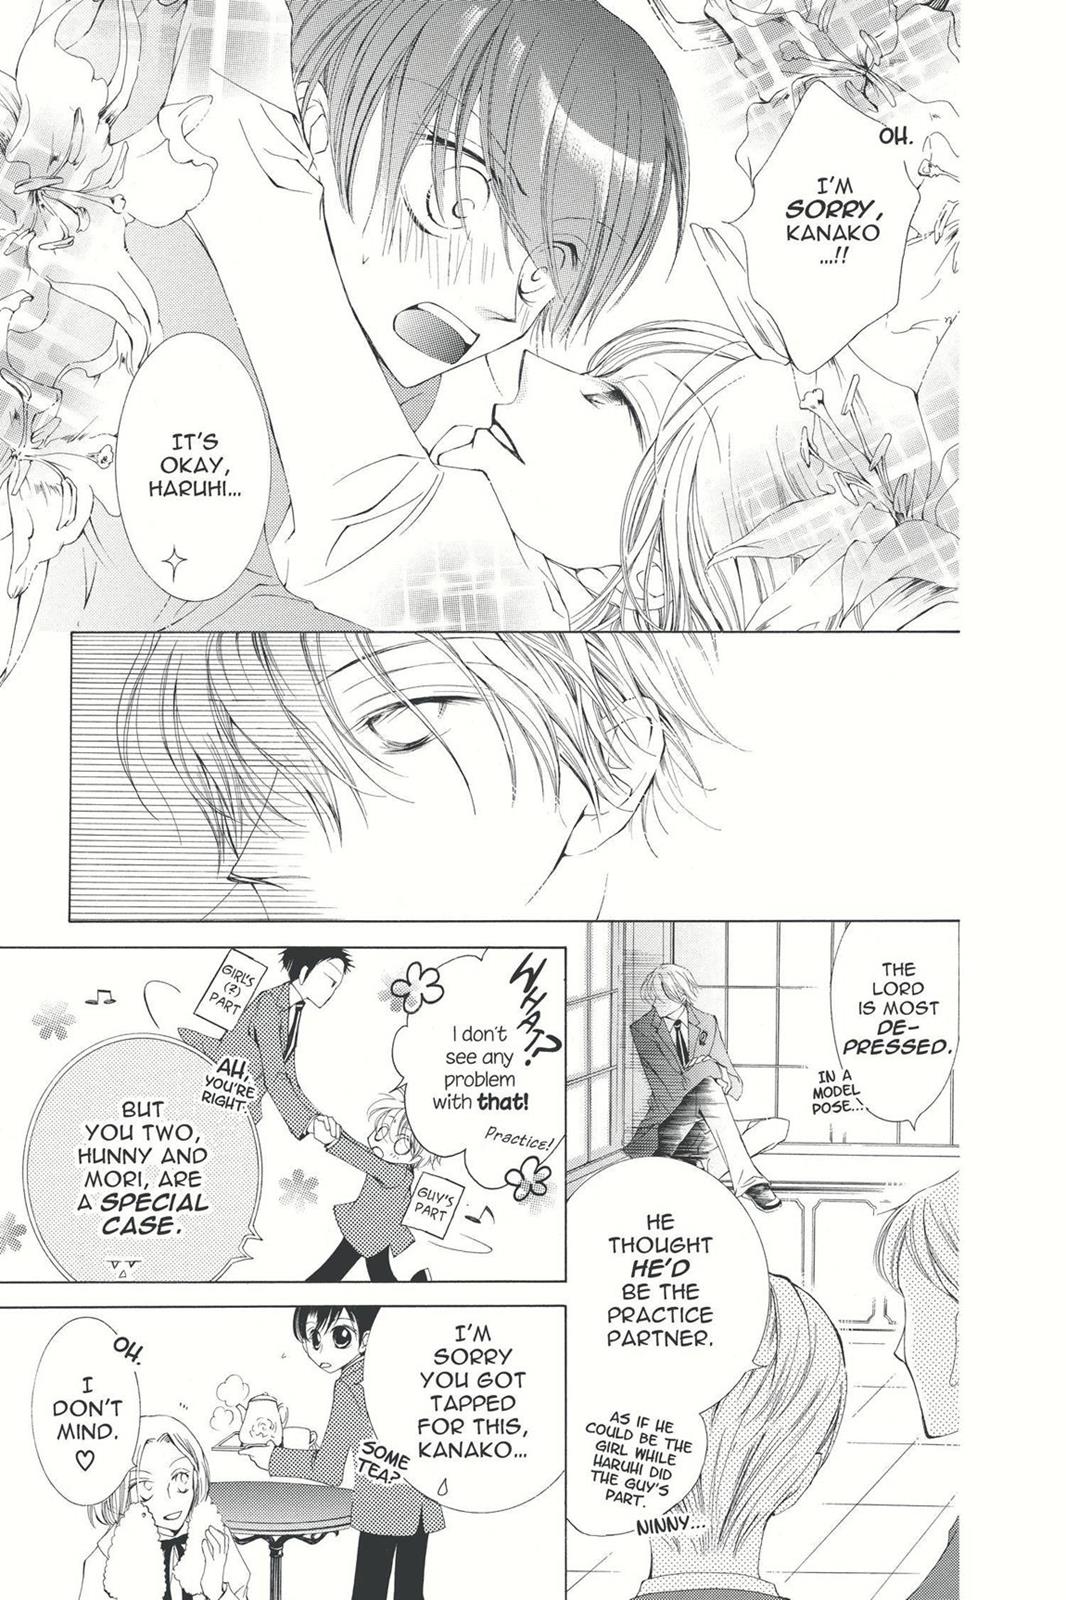 OH.
I'M
SORRY,
KANAKO
...!!
IT'S
OKAY,
HARUHI...
THE
LORD
IS MOST
DE-
PRESSED.
IN A
MODEL
POSE...
HE
THOUGHT
HE'D
BE THE
PRACTICE
PARTNER.
AS IF HE
COULD BE THE
GIRL WHILE
HARUHI DID
THE GUY'S
PART.
NINNY...
WHAT?
I don't
see any
problem
with that!
Practice!
GUY'S
PART
GIRL'S
(?)
PART
AH,
YOU'RE
RIGHT.
BUT
YOU TWO,
HUNNY AND
MORI, ARE
A SPECIAL
CASE.
I'M
SORRY
YOU GOT
TAPPED
FOR THIS,
KANAKO...
SOME
TEA?
OH.
I
DON'T
MIND.
♡